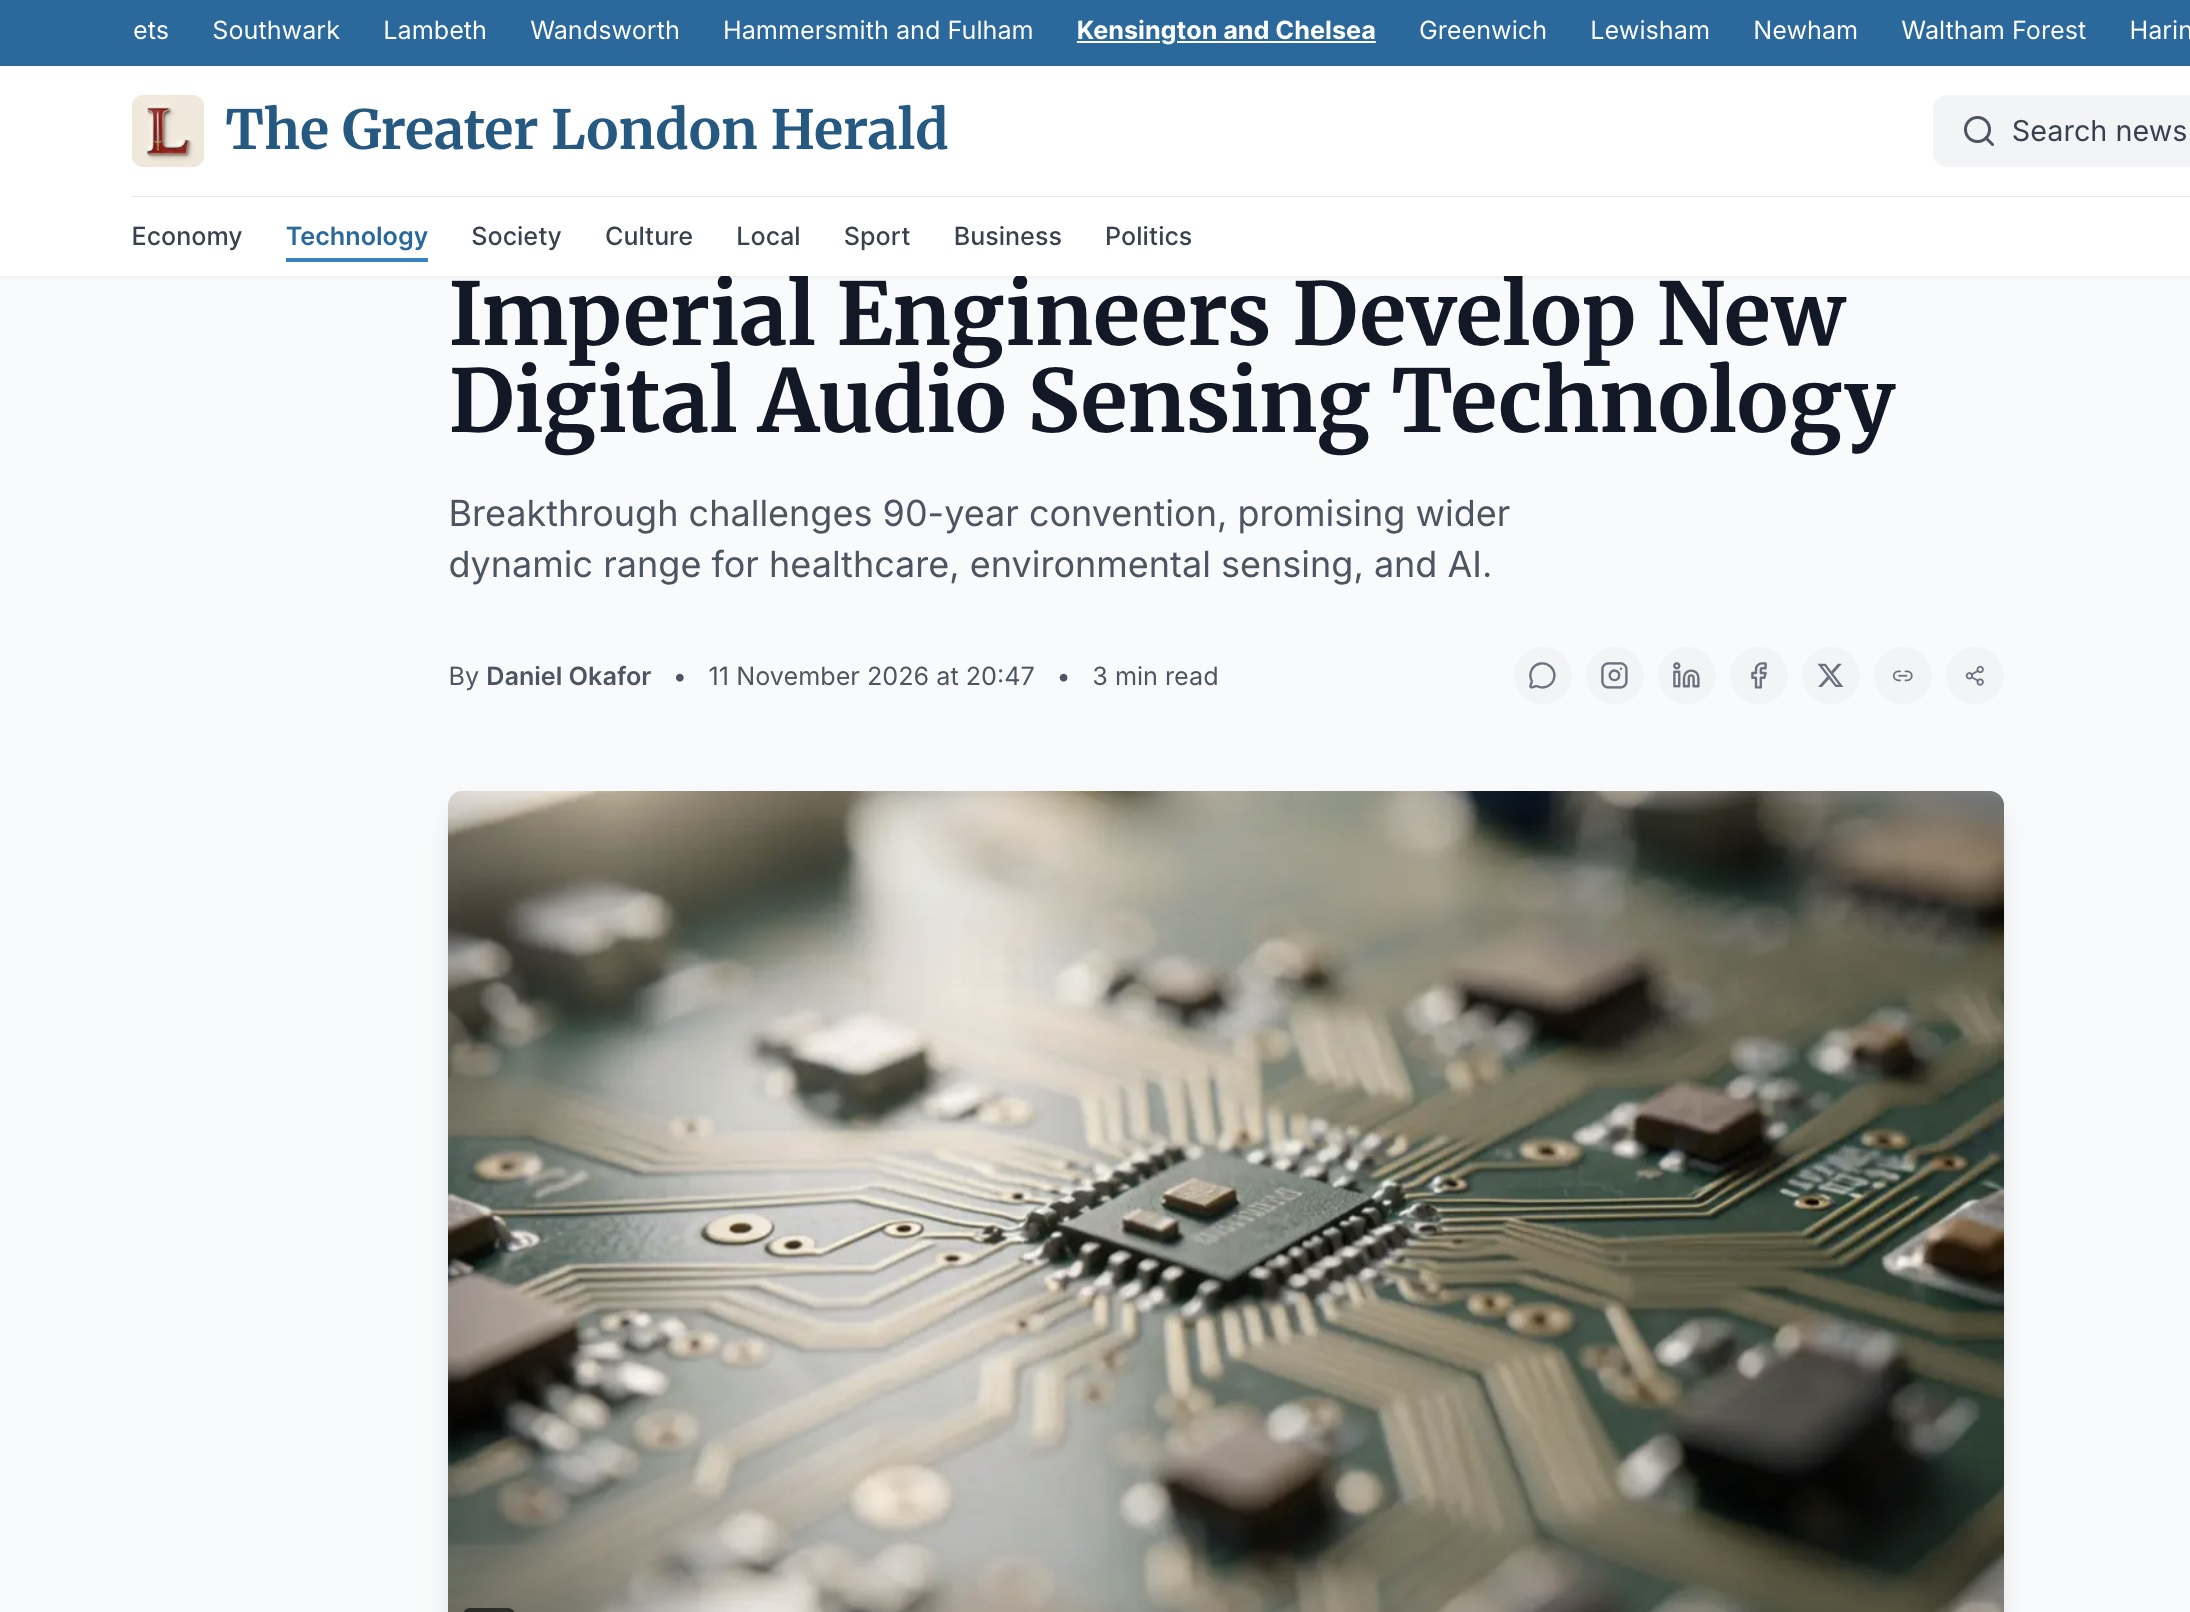 ets Southwark Lambeth Wandsworth Hammersmith and Fulham Kensington and Chelsea Greenwich Lewisham Newham Waltham Forest Harin
L The Greater London Herald
Search news
Economy Technology Society Culture Local Sport Business Politics
Imperial Engineers Develop New
Digital Audio Sensing Technology
Breakthrough challenges 90-year convention, promising wider
dynamic range for healthcare, environmental sensing, and AI.
By Daniel Okafor • 11 November 2026 at 20:47 • 3 min read